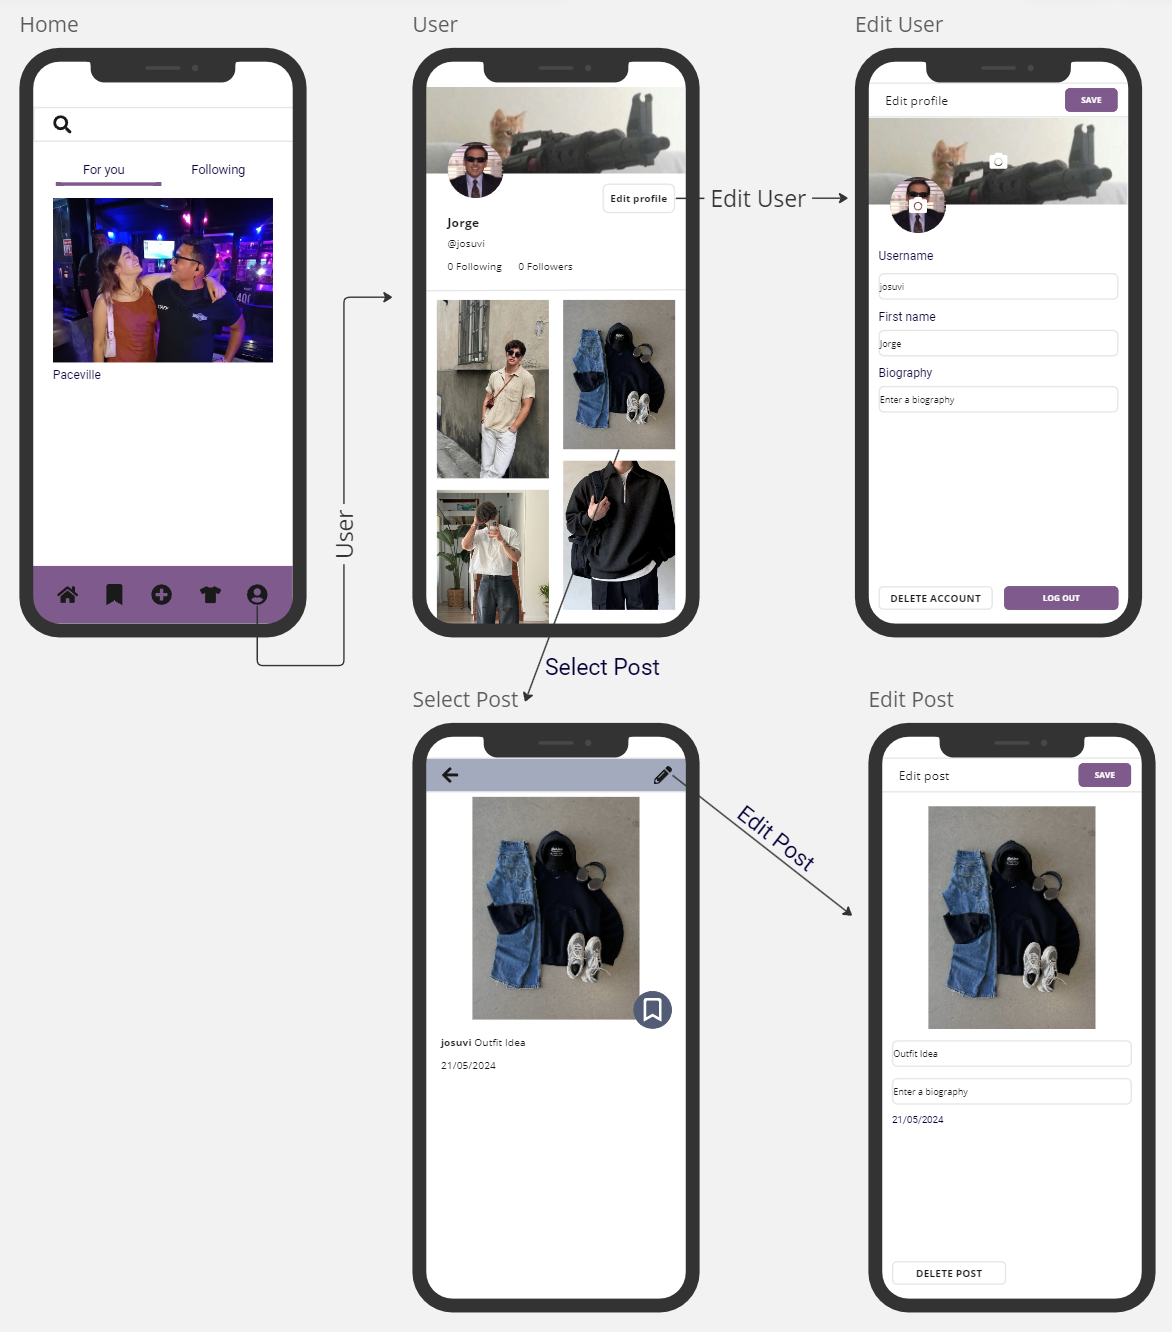 Home
For you
Following
Paceville
User
User
Edit profile
Jorge
@josuvi
0 Following
0 Followers
Edit User
Edit User
Edit profile
SAVE
Username
josuvi
First name
Jorge
Biography
Enter a biography
DELETE ACCOUNT
LOG OUT
Select Post
Select Post
josuvi Outfit Idea
21/05/2024
Edit Post
Edit Post
Edit post
SAVE
Outfit Idea
Enter a biography
21/05/2024
DELETE POST